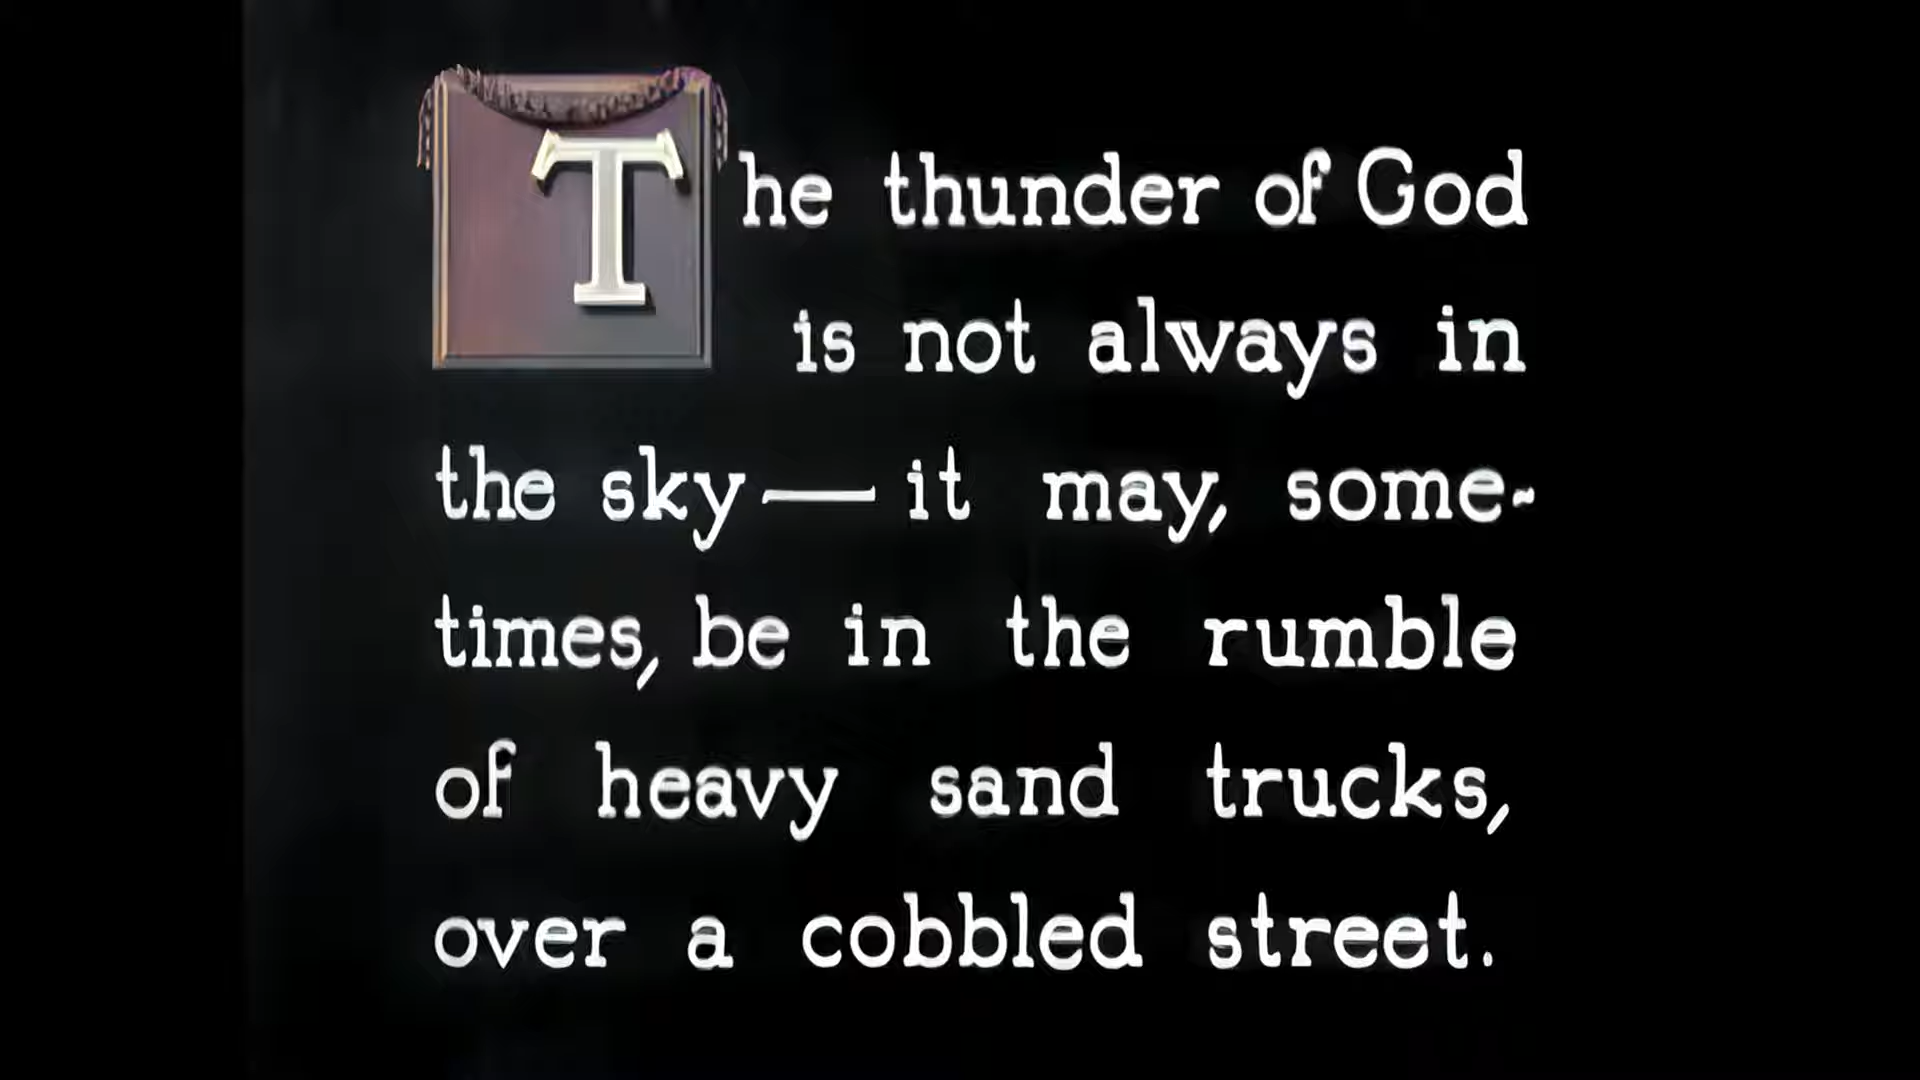 The thunder of God
is not always in
the sky — it may, some-
times, be in the rumble
of heavy sand trucks,
over a cobbled street.